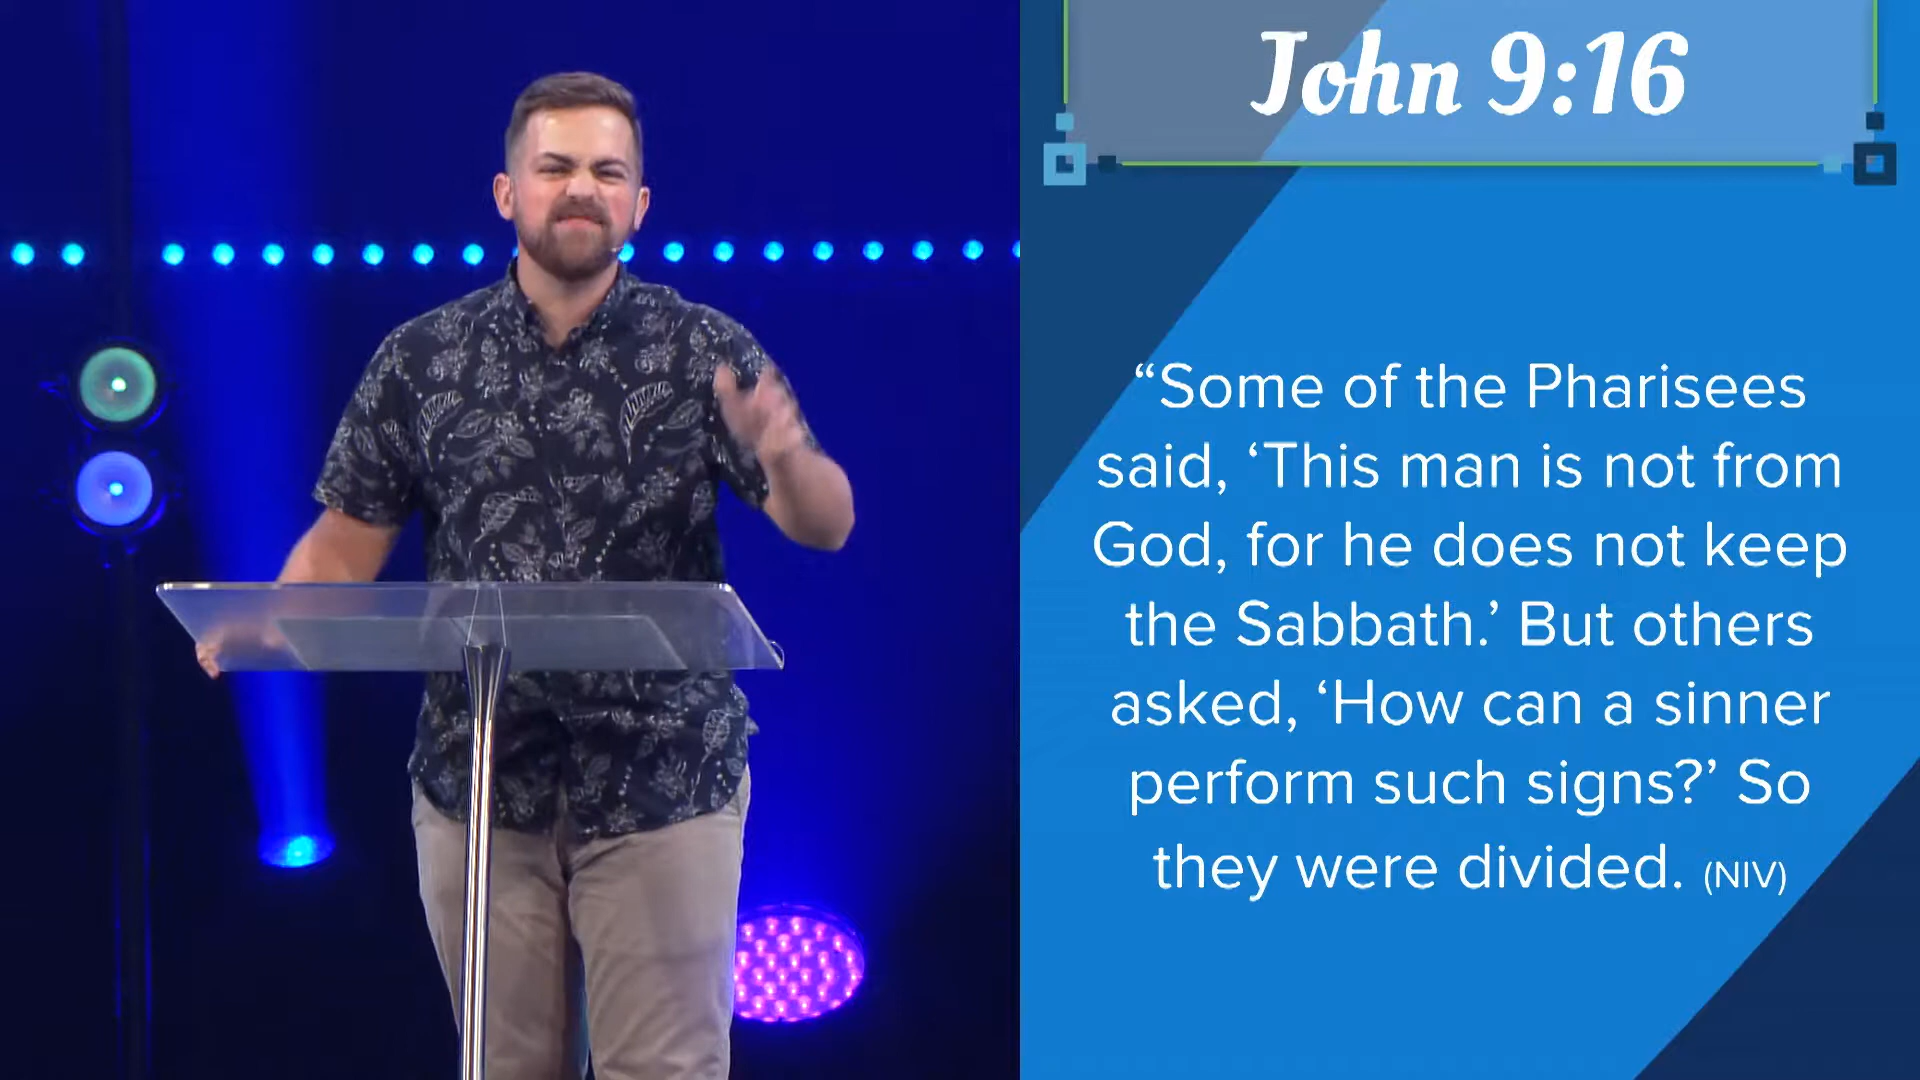 John 9:16
“Some of the Pharisees
said, ‘This man is not from
God, for he does not keep
the Sabbath.’ But others
asked, ‘How can a sinner
perform such signs?’ So
they were divided. (NIV)